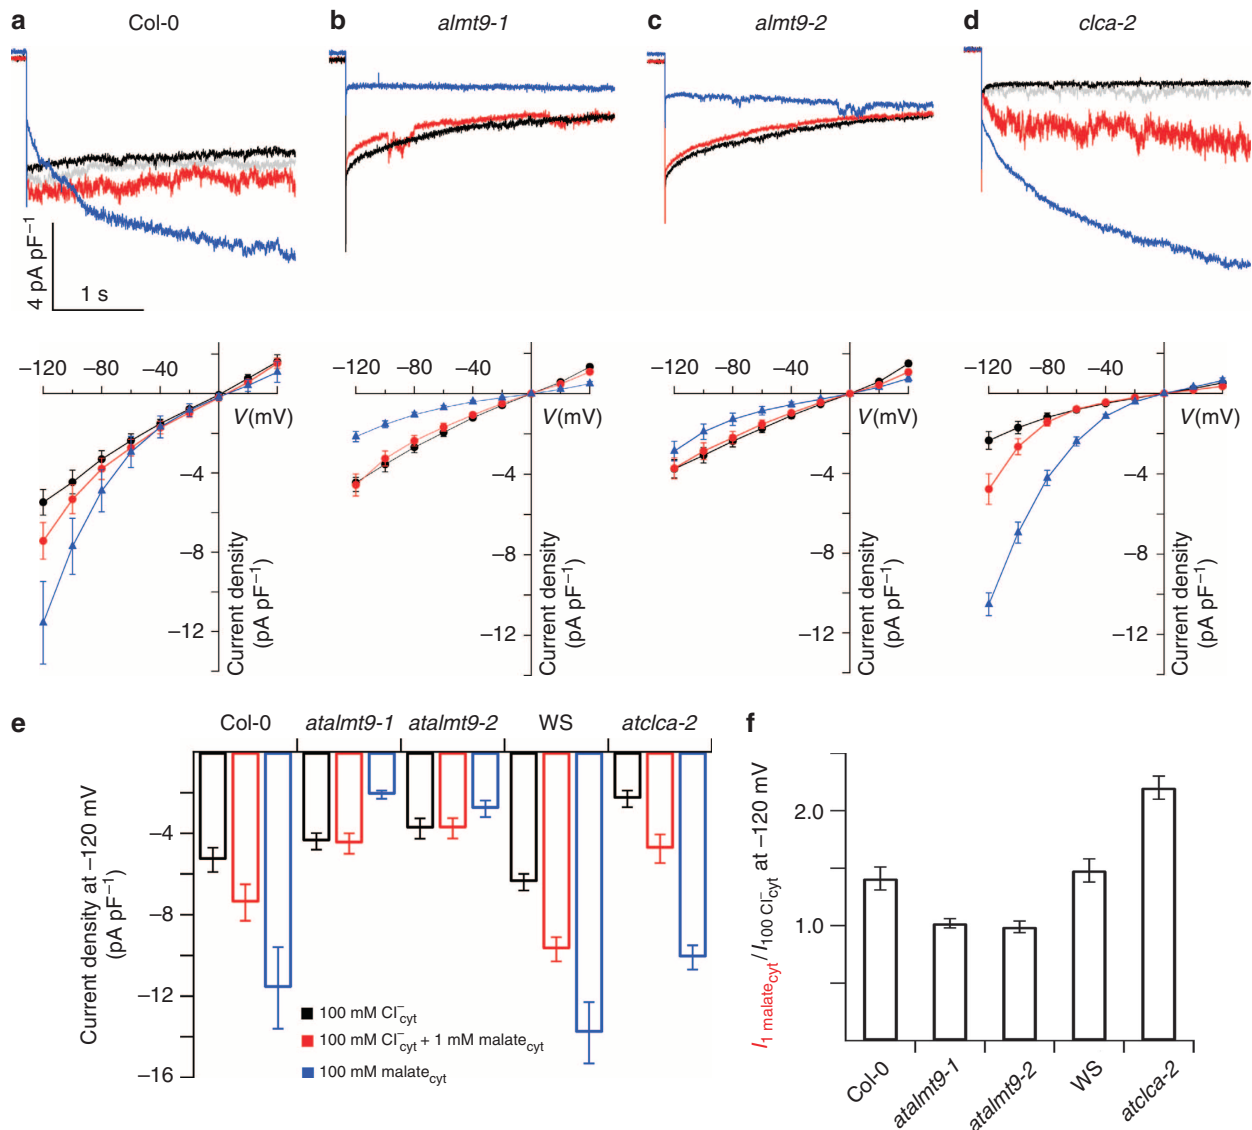 a Col-0
b almt9-1
c almt9-2
d clca-2
4 pA pF⁻¹
1 s
−120 −40
V(mV)
−4
−8
−12
Current density
(pA pF⁻¹)
−120 −40
V(mV)
−4
−8
−12
Current density
(pA pF⁻¹)
−120 −40
V(mV)
−4
−8
−12
Current density
(pA pF⁻¹)
−120 −40
V(mV)
−4
−8
−12
Current density
(pA pF⁻¹)
e
Col-0 atalmt9-1 atalmt9-2 WS atclca-2
Current density at −120 mV
(pA pF⁻¹)
−4
−8
−12
−16
100 mM Cl⁻cyt
100 mM Cl⁻cyt + 1 mM malatecyt
100 mM malatecyt
f
I1 malatecyt/I100 Cl⁻cyt at −120 mV
2.0
1.0
Col-0
atalmt9-1
atalmt9-2
WS
atclca-2